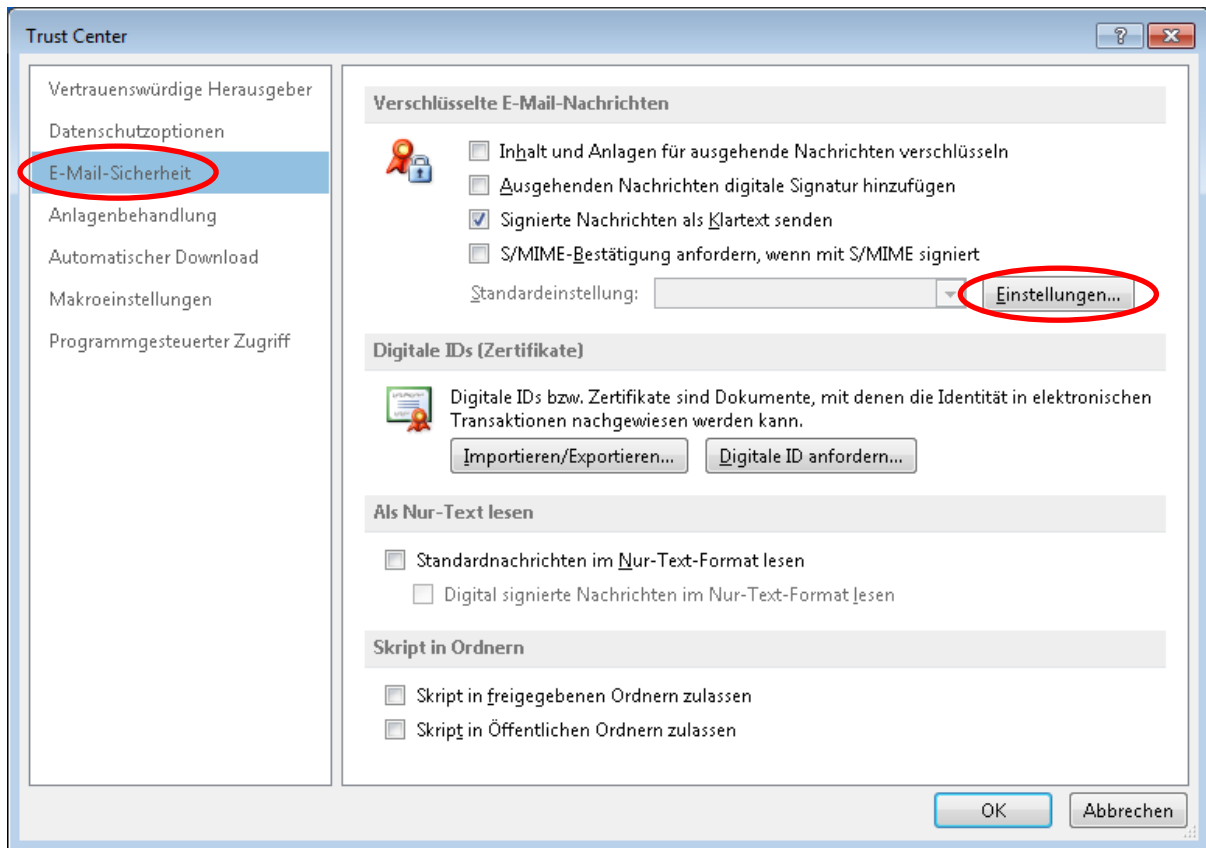 Trust Center
Vertrauenswürdige Herausgeber
Datenschutzoptionen
E-Mail-Sicherheit
Anlagenbehandlung
Automatischer Download
Makroeinstellungen
Programmgesteuerter Zugriff
Verschlüsselte E-Mail-Nachrichten
Inhalt und Anlagen für ausgehende Nachrichten verschlüsseln
Ausgehenden Nachrichten digitale Signatur hinzufügen
Signierte Nachrichten als Klartext senden
S/MIME-Bestätigung anfordern, wenn mit S/MIME signiert
Standardeinstellung: Einstellungen...
Digitale IDs (Zertifikate)
Digitale IDs bzw. Zertifikate sind Dokumente, mit denen die Identität in elektronischen
Transaktionen nachgewiesen werden kann.
Importieren/Exportieren... Digitale ID anfordern...
Als Nur-Text lesen
Standardnachrichten im Nur-Text-Format lesen
Digital signierte Nachrichten im Nur-Text-Format lesen
Skript in Ordnern
Skript in freigegebenen Ordnern zulassen
Skript in Öffentlichen Ordnern zulassen
OK Abbrechen